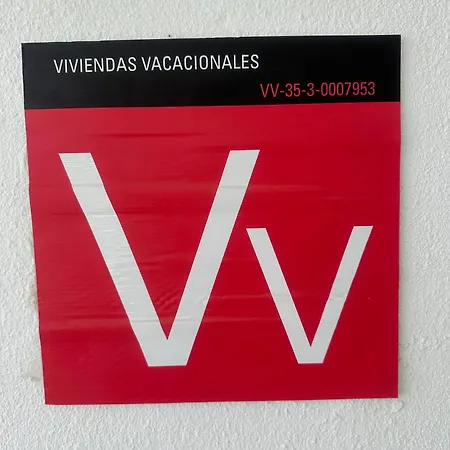 VIVIENDAS VACACIONALES
VV-35-3-0007953
Vv